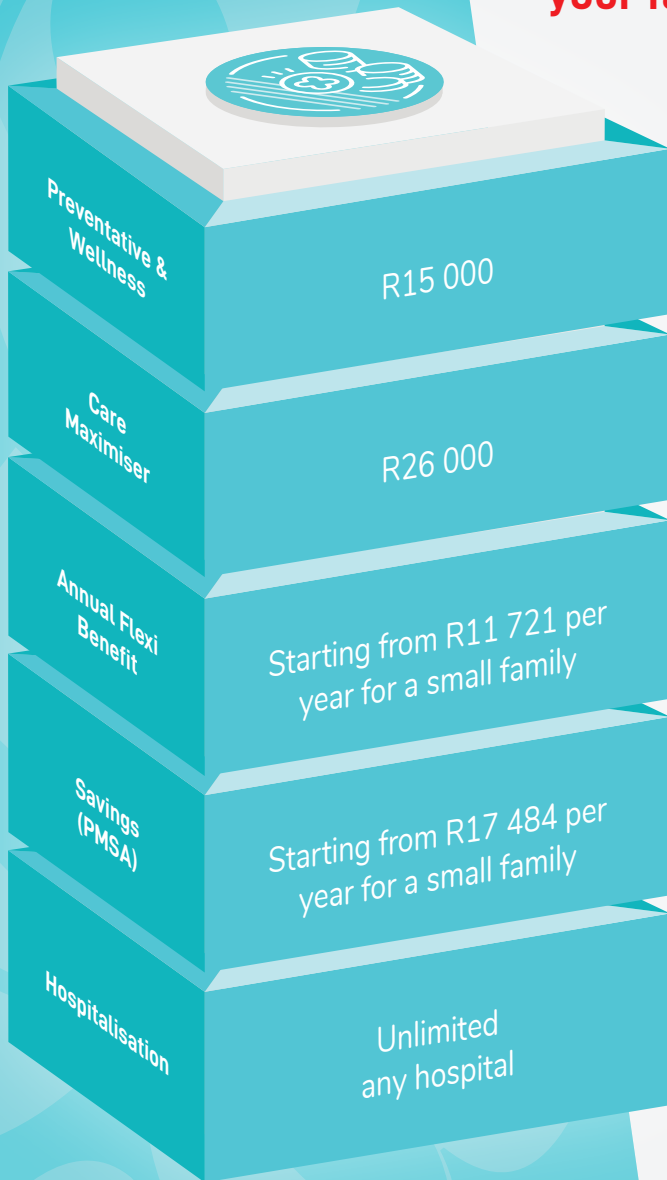 your
Preventative &
Wellness
R15 000
Care
Maximiser
R26 000
Annual Flexi
Benefit
Starting from R11 721 per
year for a small family
Savings
(PMSA)
Starting from R17 484 per
year for a small family
Hospitalisation
Unlimited
any hospital